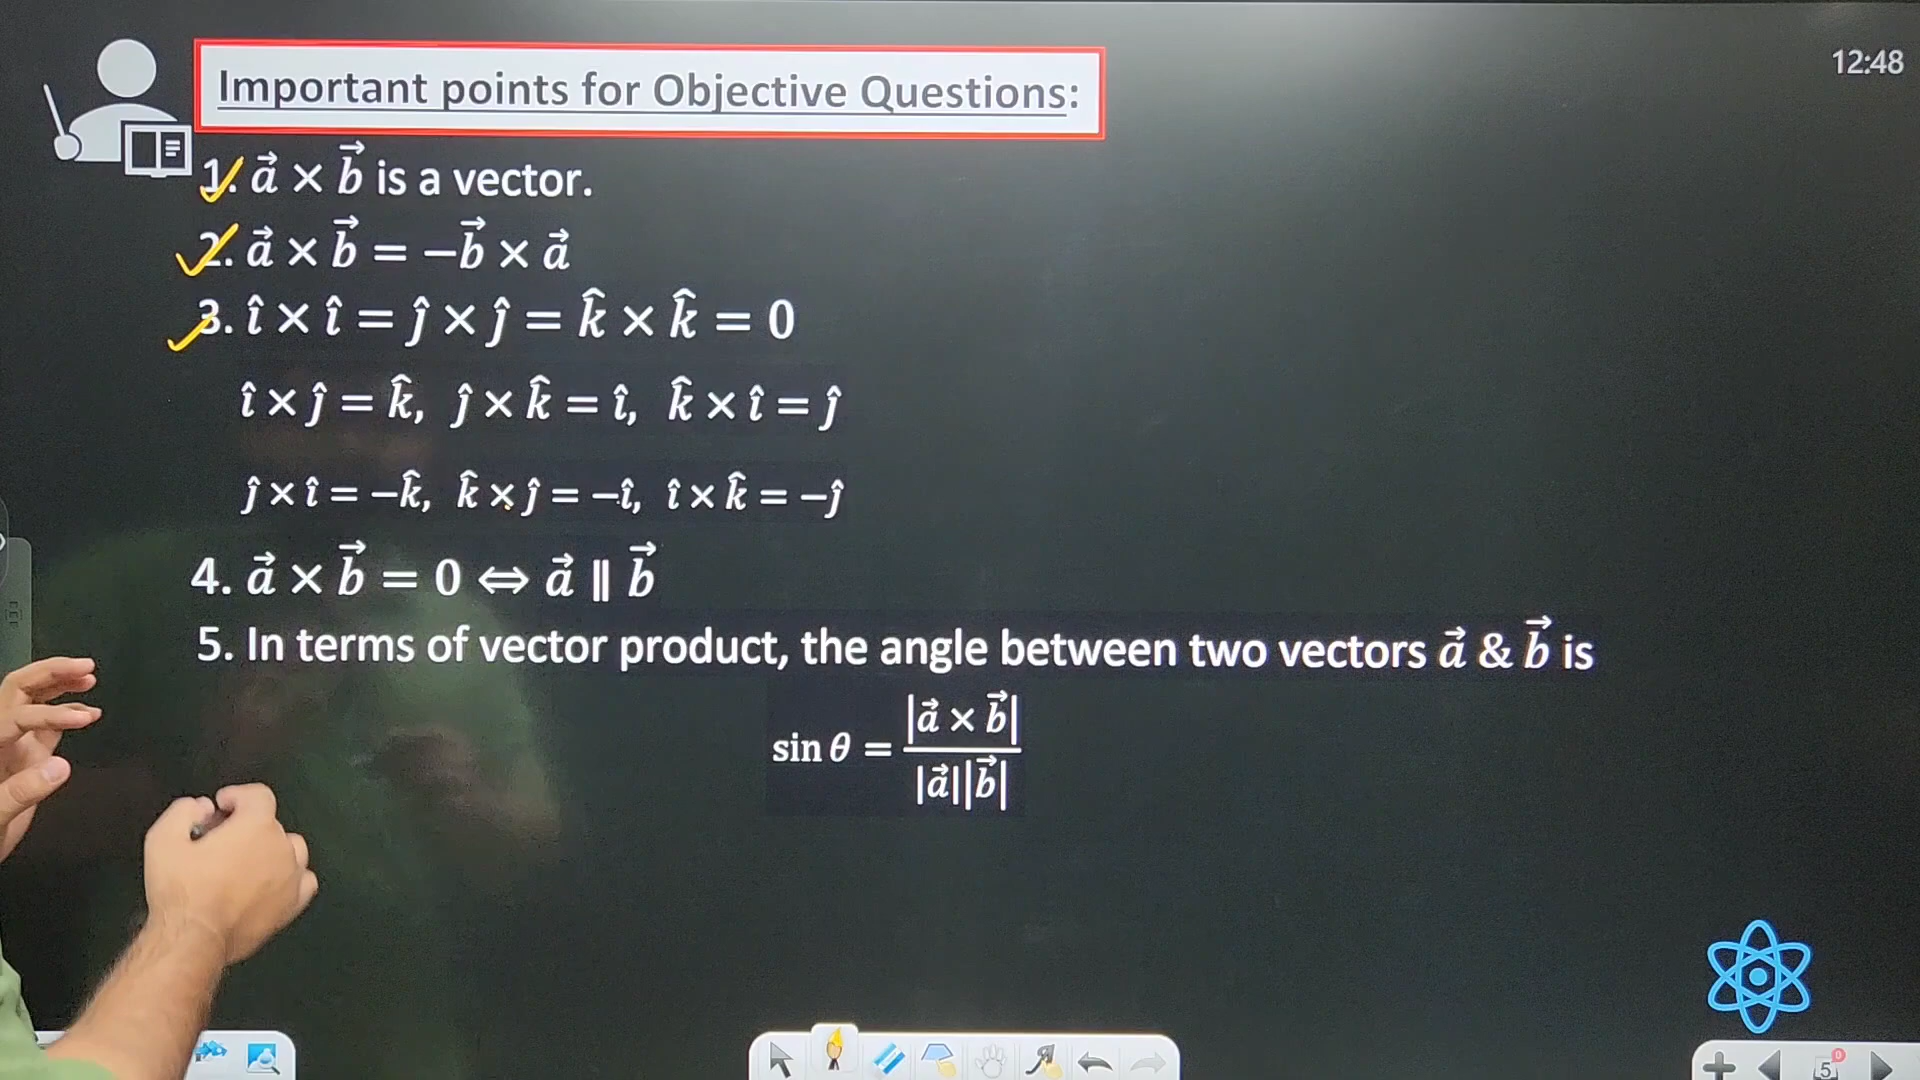 12:48
Important points for Objective Questions:
1. a⃗ × b⃗ is a vector.
2. a⃗ × b⃗ = −b⃗ × a⃗
3. î × î = ĵ × ĵ = k̂ × k̂ = 0
î × ĵ = k̂, ĵ × k̂ = î, k̂ × î = ĵ
ĵ × î = −k̂, k̂ × ĵ = −î, î × k̂ = −ĵ
4. a⃗ × b⃗ = 0 ⇔ a⃗ ∥ b⃗
5. In terms of vector product, the angle between two vectors a⃗ & b⃗ is
sin θ = |a⃗ × b⃗| / |a⃗||b⃗|
5
0